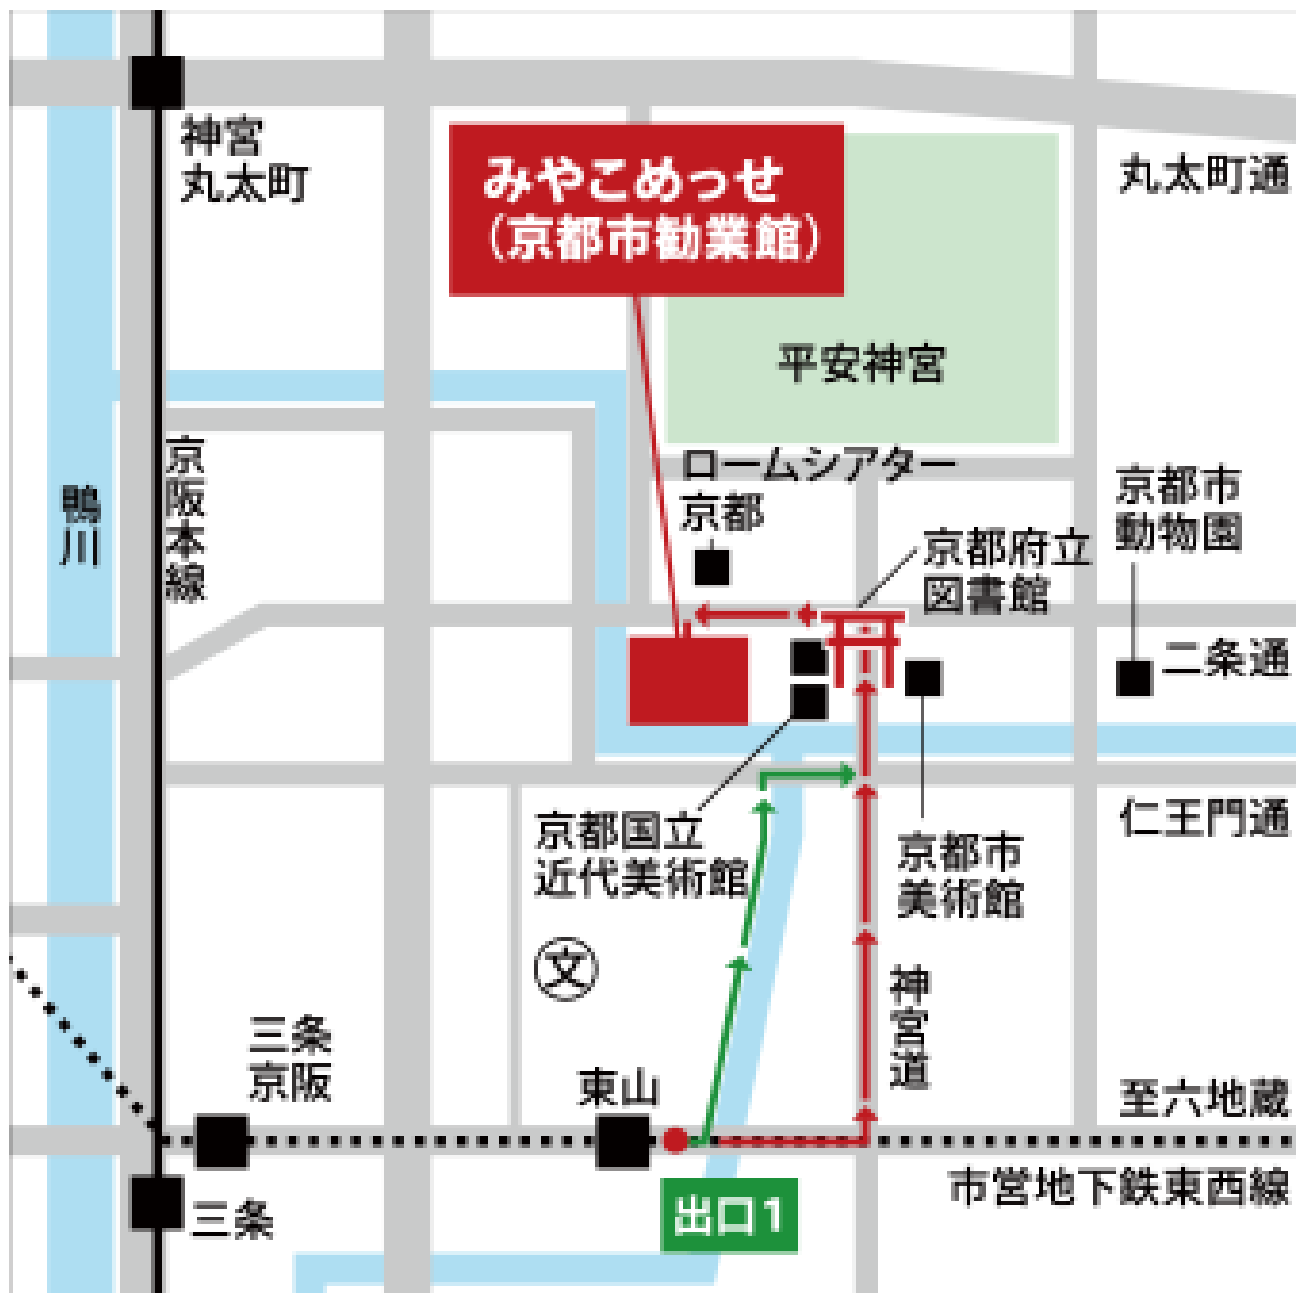 神宮
丸太町
みやこめっせ
(京都市勧業館)
丸太町通
平安神宮
京阪本線
鴨川
ロームシアター
京都
京都市
動物園
京都府立
図書館
二条通
京都国立
近代美術館
京都市
美術館
仁王門通
文
神宮道
三条
京阪
東山
至六地蔵
市営地下鉄東西線
三条
出口1